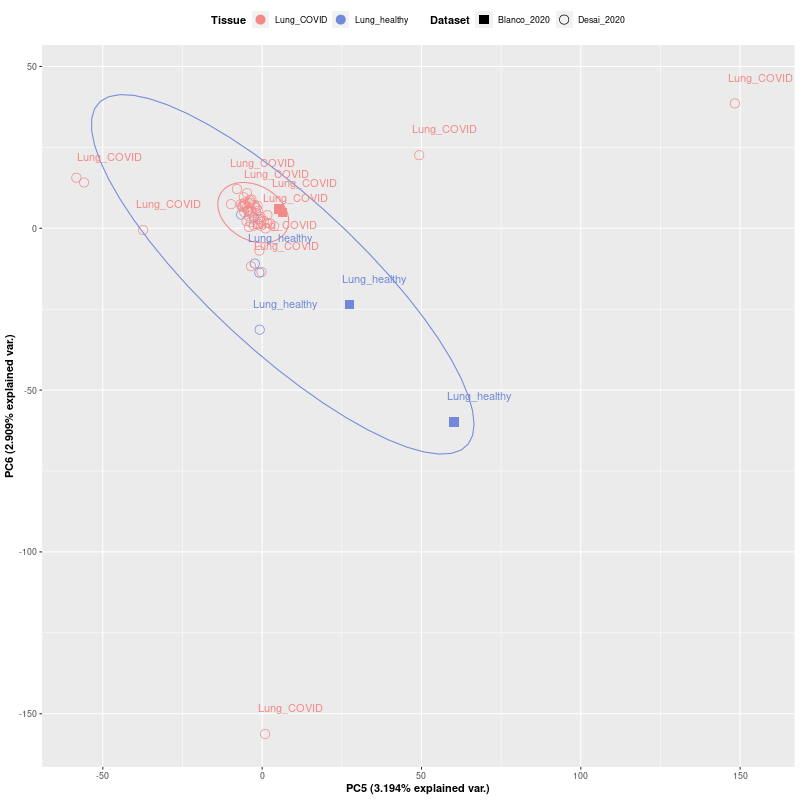 Tissue Lung_COVID Lung_healthy Dataset Blanco_2020 Desai_2020
50
Lung_COVID
Lung_COVID
Lung_COVID
Lung_COVID
Lung_COVID
Lung_COVID
Lung_COVID
Lung_COVID
Lung_COVID
0
Lung_healthy
Lung_COVID
Lung_healthy
Lung_healthy
-50
Lung_healthy
-100
-150
Lung_COVID
-50 0 50 100 150
PC5 (3.194% explained var.)
PC6 (2.909% explained var.)